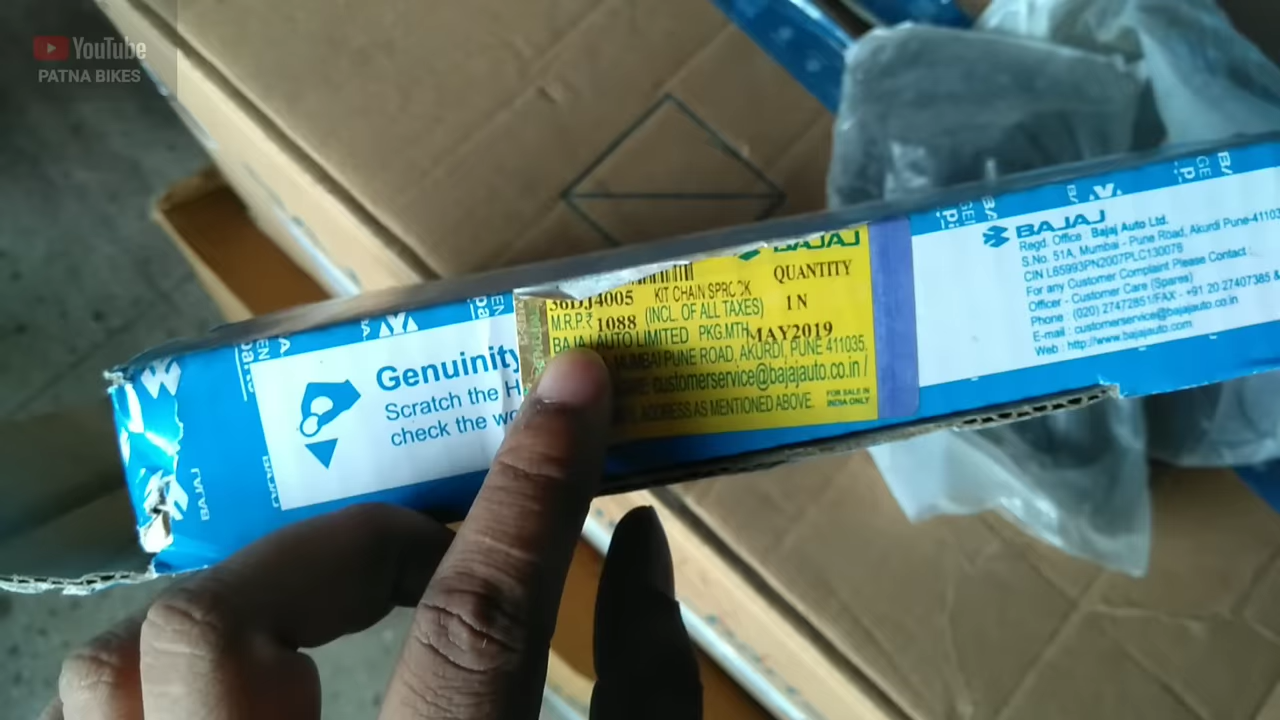 YouTube
PATNA BIKES
Genuinity
Scratch the
check the
BAJAJ
36DJ4005 KIT CHAIN QUANTITY
M.R.P.₹ 1088 (INCL. OF ALL TAXES) 1 N
BAJAJ AUTO LIMITED PKG.MTH. MAY2019
MUMBAI PUNE ROAD, AKURDI, PUNE 411035.
customerservice@bajajauto.co.in /
ADDRESS AS MENTIONED ABOVE.
FOR SALE IN
INDIA ONLY
BAJAJ
Regd. Office : Bajaj Auto Ltd.
S.No. 51A, Mumbai - Pune Road, Akurdi Pune-41103
CIN L65993PN2007PLC130076
For any Customer Complaint Please Contact :
Officer - Customer Care (Spares)
Phone : (020) 27472851/FAX : +91 20 27407385
E-mail : customerservice@bajajauto.co.in
Web : http://www.bajajauto.com
BAJAJ
BAJAJ